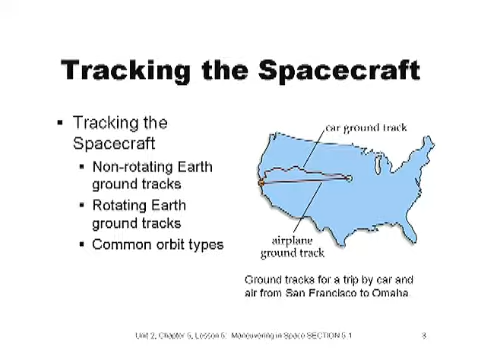 Tracking the Spacecraft
▪ Tracking the
Spacecraft
▪ Non-rotating Earth
ground tracks
▪ Rotating Earth
ground tracks
▪ Common orbit types
car ground track
airplane
ground track
Ground tracks for a trip by car and
air from San Francisco to Omaha
Unit 2, Chapter 5, Lesson 5: Maneuvering in Space SECTION 5.1
8